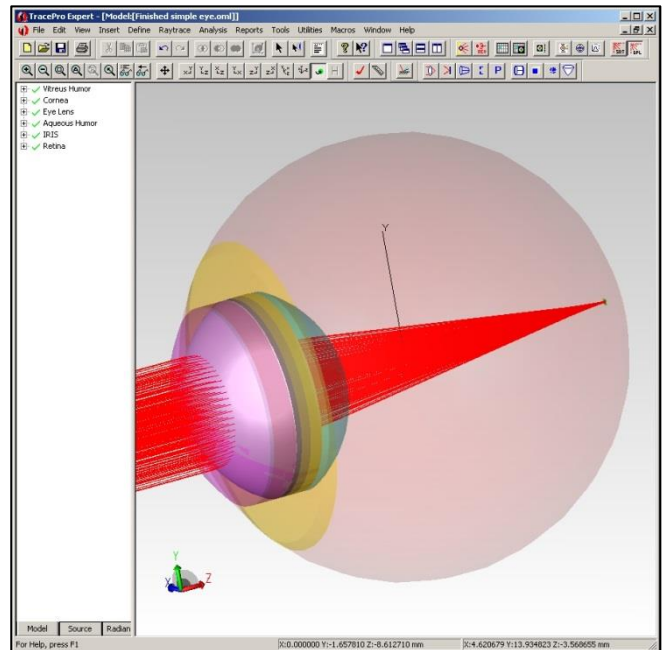 TracePro Expert - [Model:[Finished simple eye.oml]]
File Edit View Insert Define Raytrace Analysis Reports Tools Utilities Macros Window Help
Vitreus Humor
Cornea
Eye Lens
Aqueous Humor
IRIS
Retina
Y
Y
X
Z
Model Source Radian
For Help, press F1 X:0.000000 Y:-1.657810 Z:-8.612710 mm X:4.620679 Y:13.934823 Z:-3.568655 mm